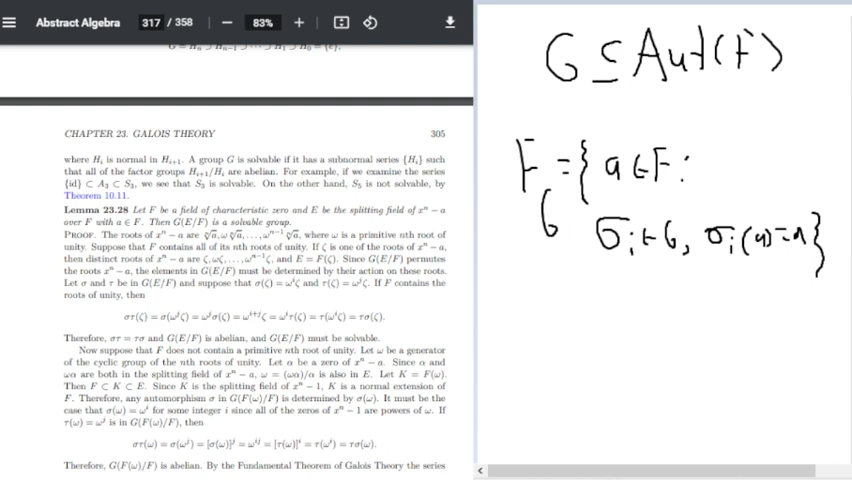 Abstract Algebra
317 / 358
83%
CHAPTER 23. GALOIS THEORY 305
where Hᵢ is normal in Hᵢ₊₁. A group G is solvable if it has a subnormal series {Hᵢ} such
that all of the factor groups Hᵢ₊₁/Hᵢ are abelian. For example, if we examine the series
{id} ⊂ A₃ ⊂ S₃, we see that S₃ is solvable. On the other hand, S₅ is not solvable, by
Theorem 10.11.
Lemma 23.28 Let F be a field of characteristic zero and E be the splitting field of xⁿ − a
over F with a ∈ F. Then G(E/F) is a solvable group.
PROOF. The roots of xⁿ − a are ⁿ√a, ω ⁿ√a, . . . , ωⁿ⁻¹ ⁿ√a, where ω is a primitive nth root of
unity. Suppose that F contains all of its nth roots of unity. If ζ is one of the roots of xⁿ − a,
then distinct roots of xⁿ − a are ζ, ωζ, . . . , ωⁿ⁻¹ζ, and E = F(ζ). Since G(E/F) permutes
the roots xⁿ − a, the elements in G(E/F) must be determined by their action on these roots.
Let σ and τ be in G(E/F) and suppose that σ(ζ) = ωⁱζ and τ(ζ) = ωʲζ. If F contains the
roots of unity, then
στ(ζ) = σ(ωʲζ) = ωʲσ(ζ) = ωⁱ⁺ʲζ = ωⁱτ(ζ) = τ(ωⁱζ) = τσ(ζ).
Therefore, στ = τσ and G(E/F) is abelian, and G(E/F) must be solvable.
Now suppose that F does not contain a primitive nth root of unity. Let ω be a generator
of the cyclic group of the nth roots of unity. Let α be a zero of xⁿ − a. Since α and
ωα are both in the splitting field of xⁿ − a, ω = (ωα)/α is also in E. Let K = F(ω).
Then F ⊂ K ⊂ E. Since K is the splitting field of xⁿ − 1, K is a normal extension of
F. Therefore, any automorphism σ in G(F(ω)/F) is determined by σ(ω). It must be the
case that σ(ω) = ωⁱ for some integer i since all of the zeros of xⁿ − 1 are powers of ω. If
τ(ω) = ωʲ is in G(F(ω)/F), then
στ(ω) = σ(ωʲ) = [σ(ω)]ʲ = ωⁱʲ = [τ(ω)]ⁱ = τ(ωⁱ) = τσ(ω).
Therefore, G(F(ω)/F) is abelian. By the Fundamental Theorem of Galois Theory the series
G ⊆ Aut(F)
F_G = { a ∈ F :
σᵢ ∈ G, σᵢ(a) = a }